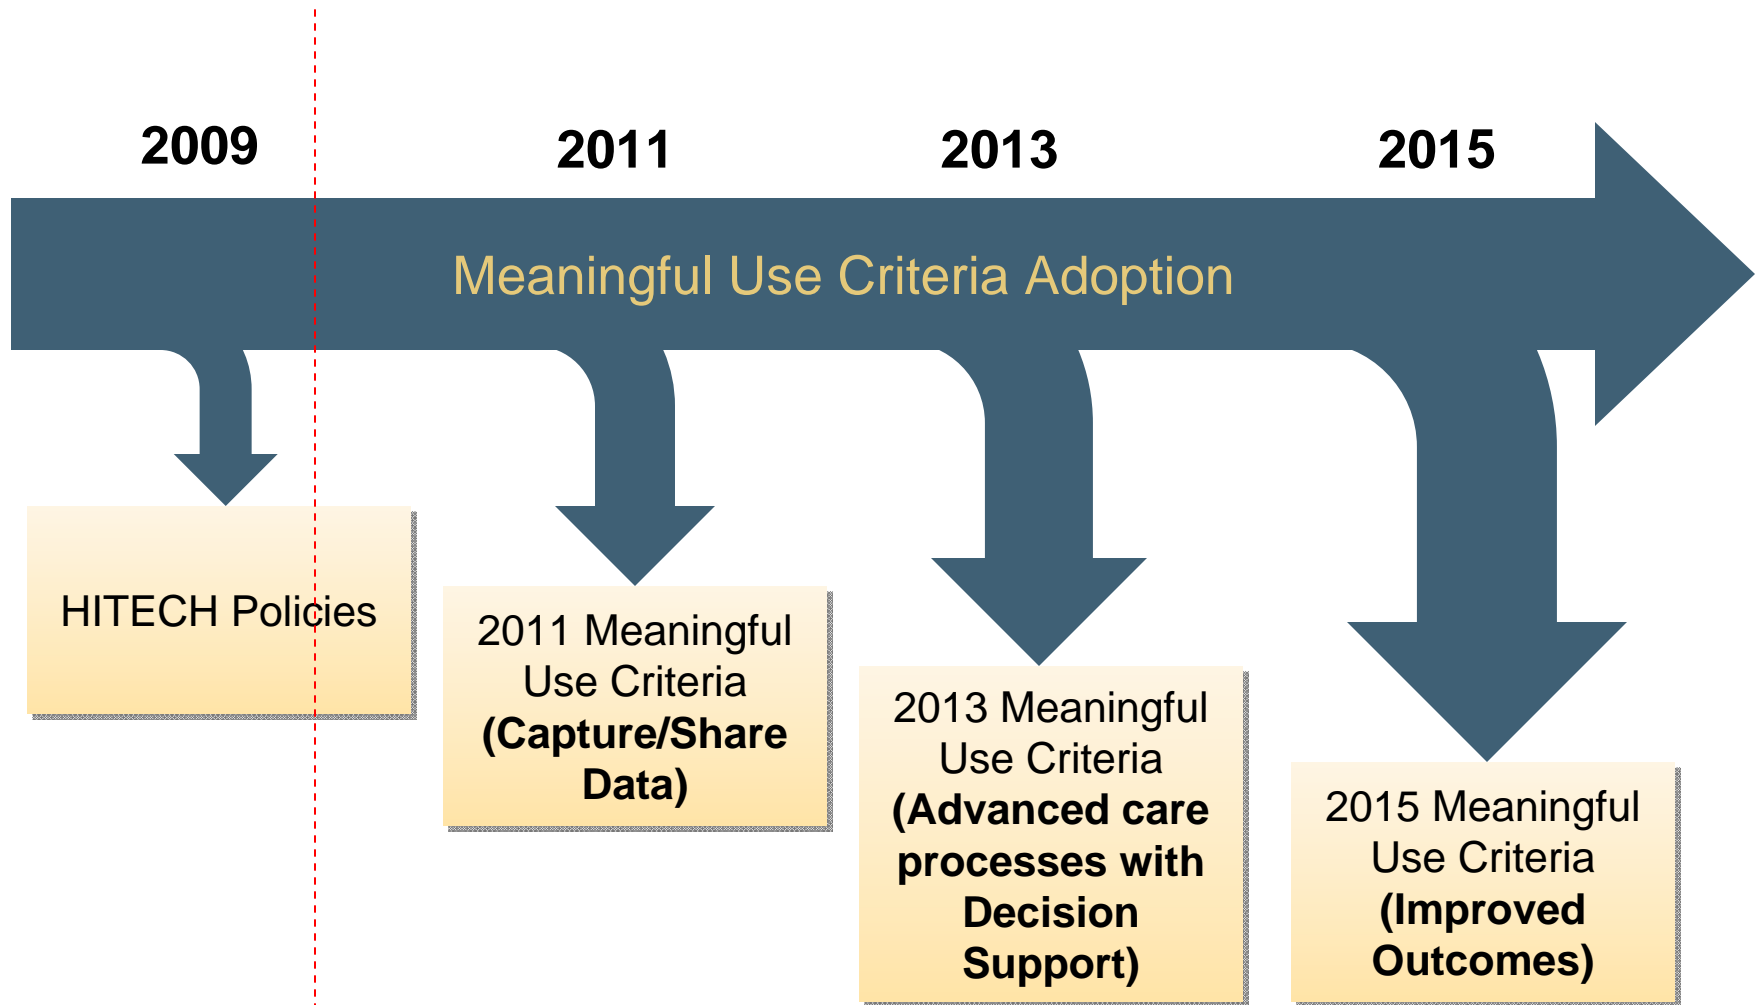 2009
2011
2013
2015
Meaningful Use Criteria Adoption
HITECH Policies
2011 Meaningful
Use Criteria
(Capture/Share
Data)
2013 Meaningful
Use Criteria
(Advanced care
processes with
Decision
Support)
2015 Meaningful
Use Criteria
(Improved
Outcomes)